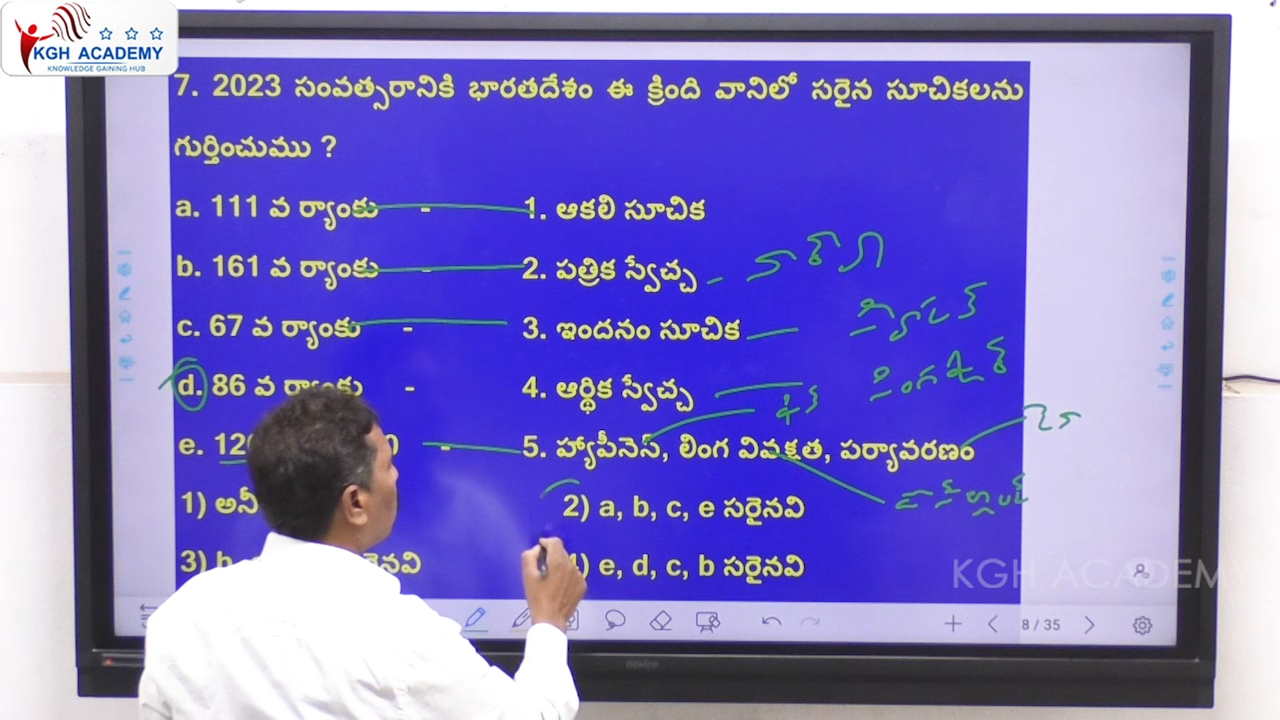 KGH ACADEMY
KNOWLEDGE GAINING HUB
7. 2023 సంవత్సరానికి భారతదేశం ఈ క్రింది వానిలో సరైన సూచికలను
గుర్తించుము ?
a. 111 వ ర్యాంకు - 1. ఆకలి సూచిక
b. 161 వ ర్యాంకు - 2. పత్రిక స్వేచ్చ - నార్వే
c. 67 వ ర్యాంకు - 3. ఇందనం సూచిక
d. 86 వ ర్యాంకు - 4. ఆర్థిక స్వేచ్చ
e. - 5. హ్యాపీనెస్, లింగ వివక్షత, పర్యావరణం
1) 2) a, b, c, e సరైనవి
3) b 4) e, d, c, b సరైనవి
KGH ACADEMY
8 / 35